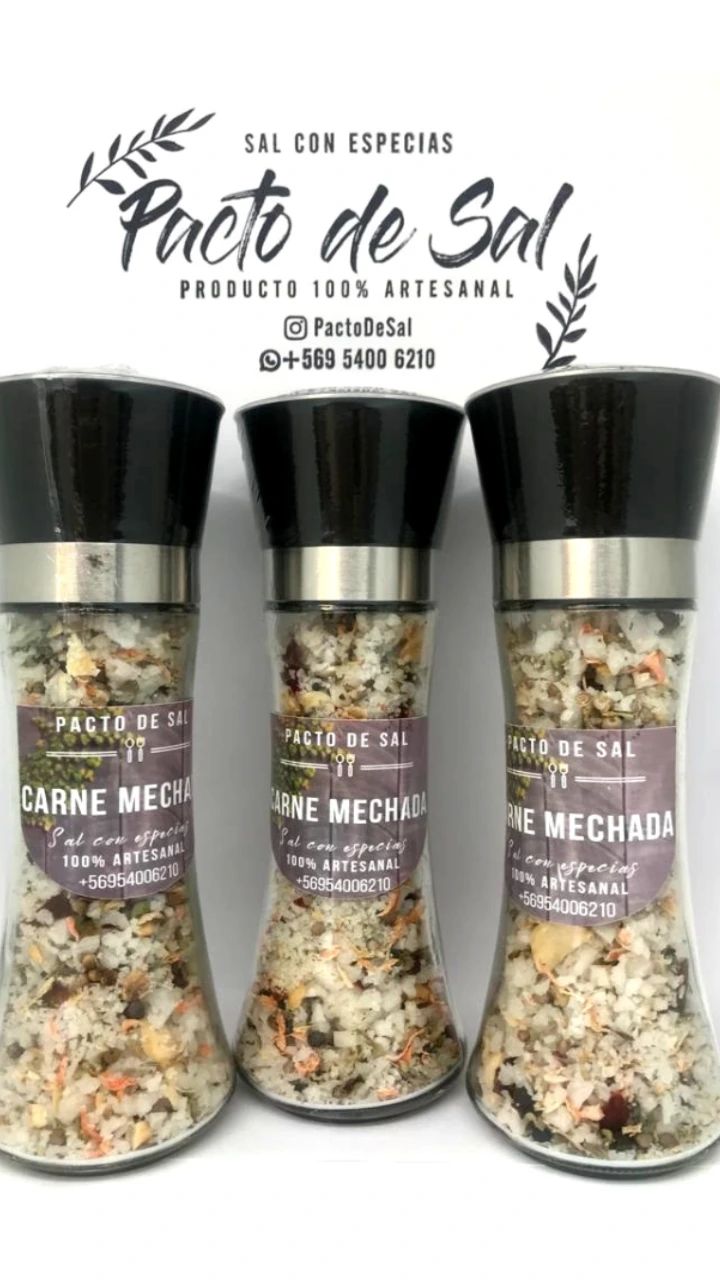 SAL CON ESPECIAS
Pacto de Sal
PRODUCTO 100% ARTESANAL
PactoDeSal
+569 5400 6210
PACTO DE SAL
CARNE MECHA
Sal con especias
100% ARTESANAL
+56954006210
PACTO DE SAL
CARNE MECHADA
Sal con especias
100% ARTESANAL
+56954006210
PACTO DE SAL
RNE MECHADA
Sal con especias
100% ARTESANAL
+56954006210